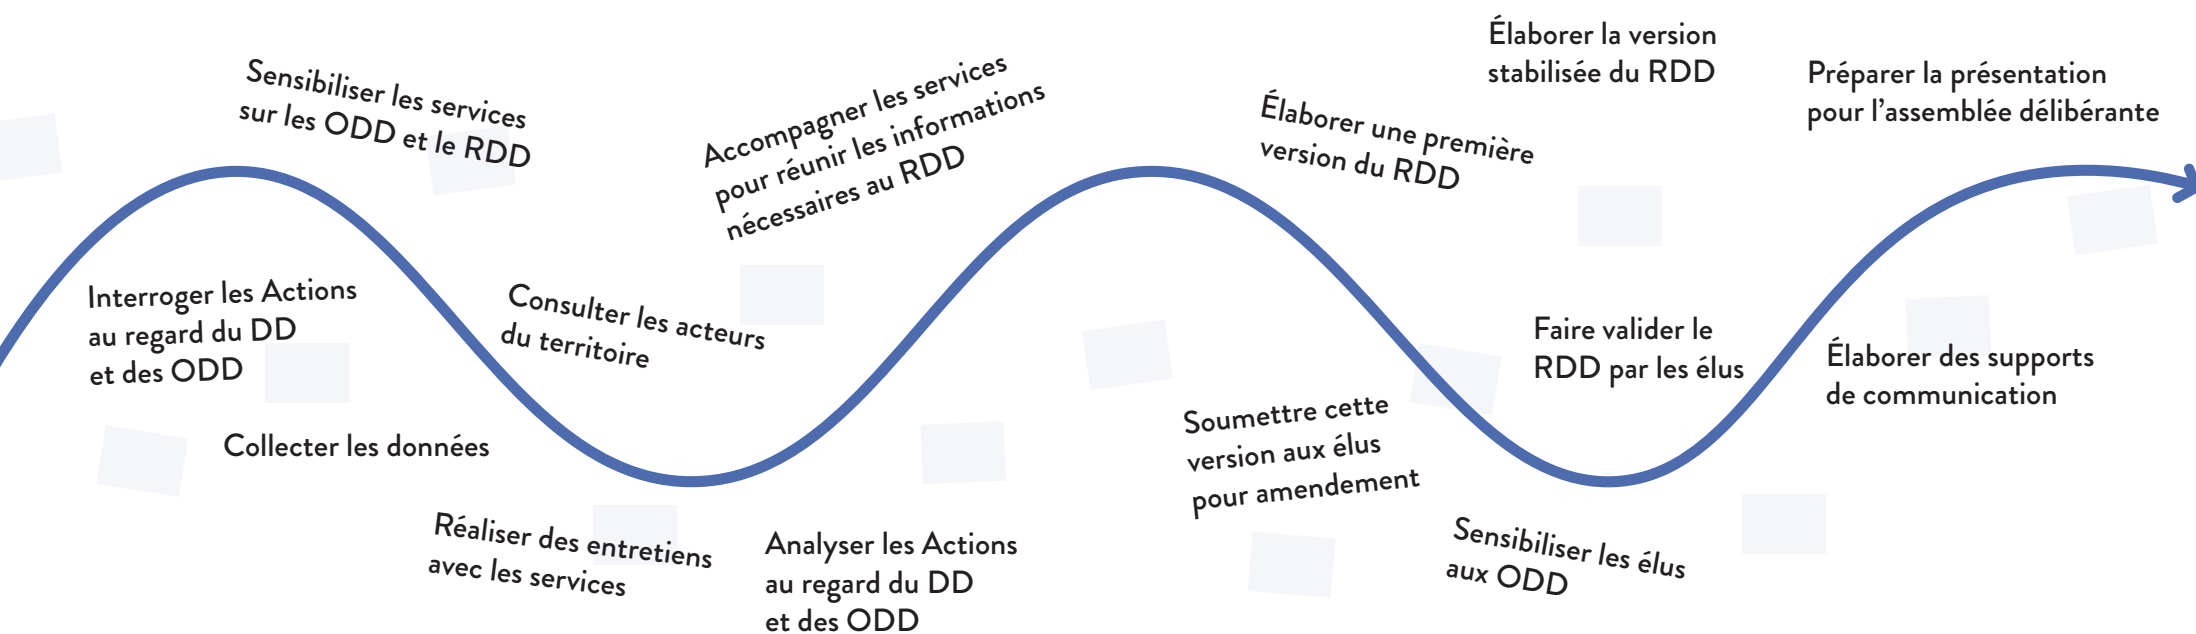 Sensibiliser les services
sur les ODD et le RDD
Interroger les Actions
au regard du DD
et des ODD
Collecter les données
Réaliser des entretiens
avec les services
Consulter les acteurs
du territoire
Accompagner les services
pour réunir les informations
nécessaires au RDD
Analyser les Actions
au regard du DD
et des ODD
Élaborer une première
version du RDD
Soumettre cette
version aux élus
pour amendement
Sensibiliser les élus
aux ODD
Élaborer la version
stabilisée du RDD
Faire valider le
RDD par les élus
Préparer la présentation
pour l'assemblée délibérante
Élaborer des supports
de communication